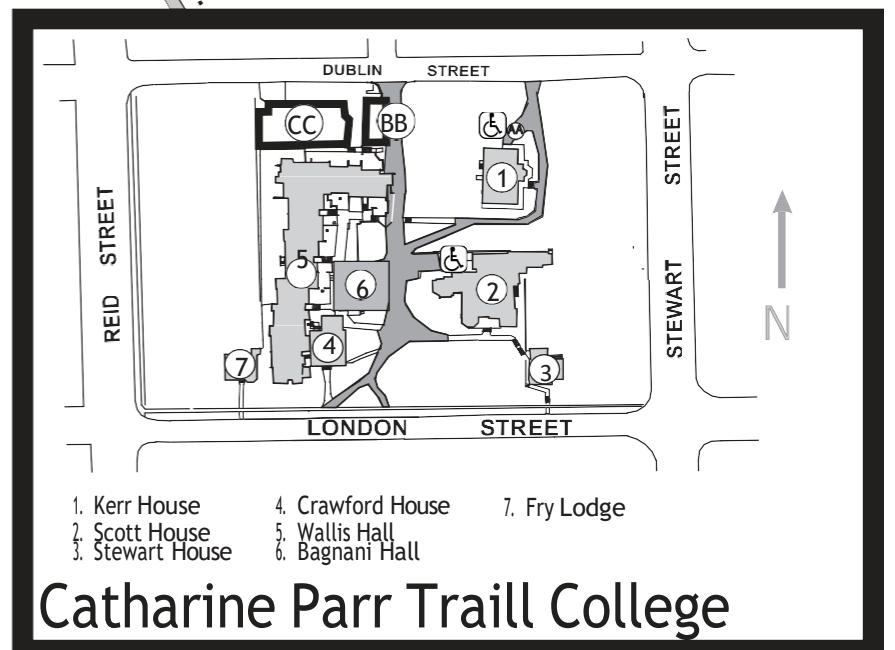 DUBLIN STREET
CC
BB
AA
1
STREET
STREET
5
6
2
REID
STEWART
N
4
7
3
LONDON STREET
1. Kerr House
2. Scott House
3. Stewart House
4. Crawford House
5. Wallis Hall
6. Bagnani Hall
7. Fry Lodge
Catharine Parr Traill College